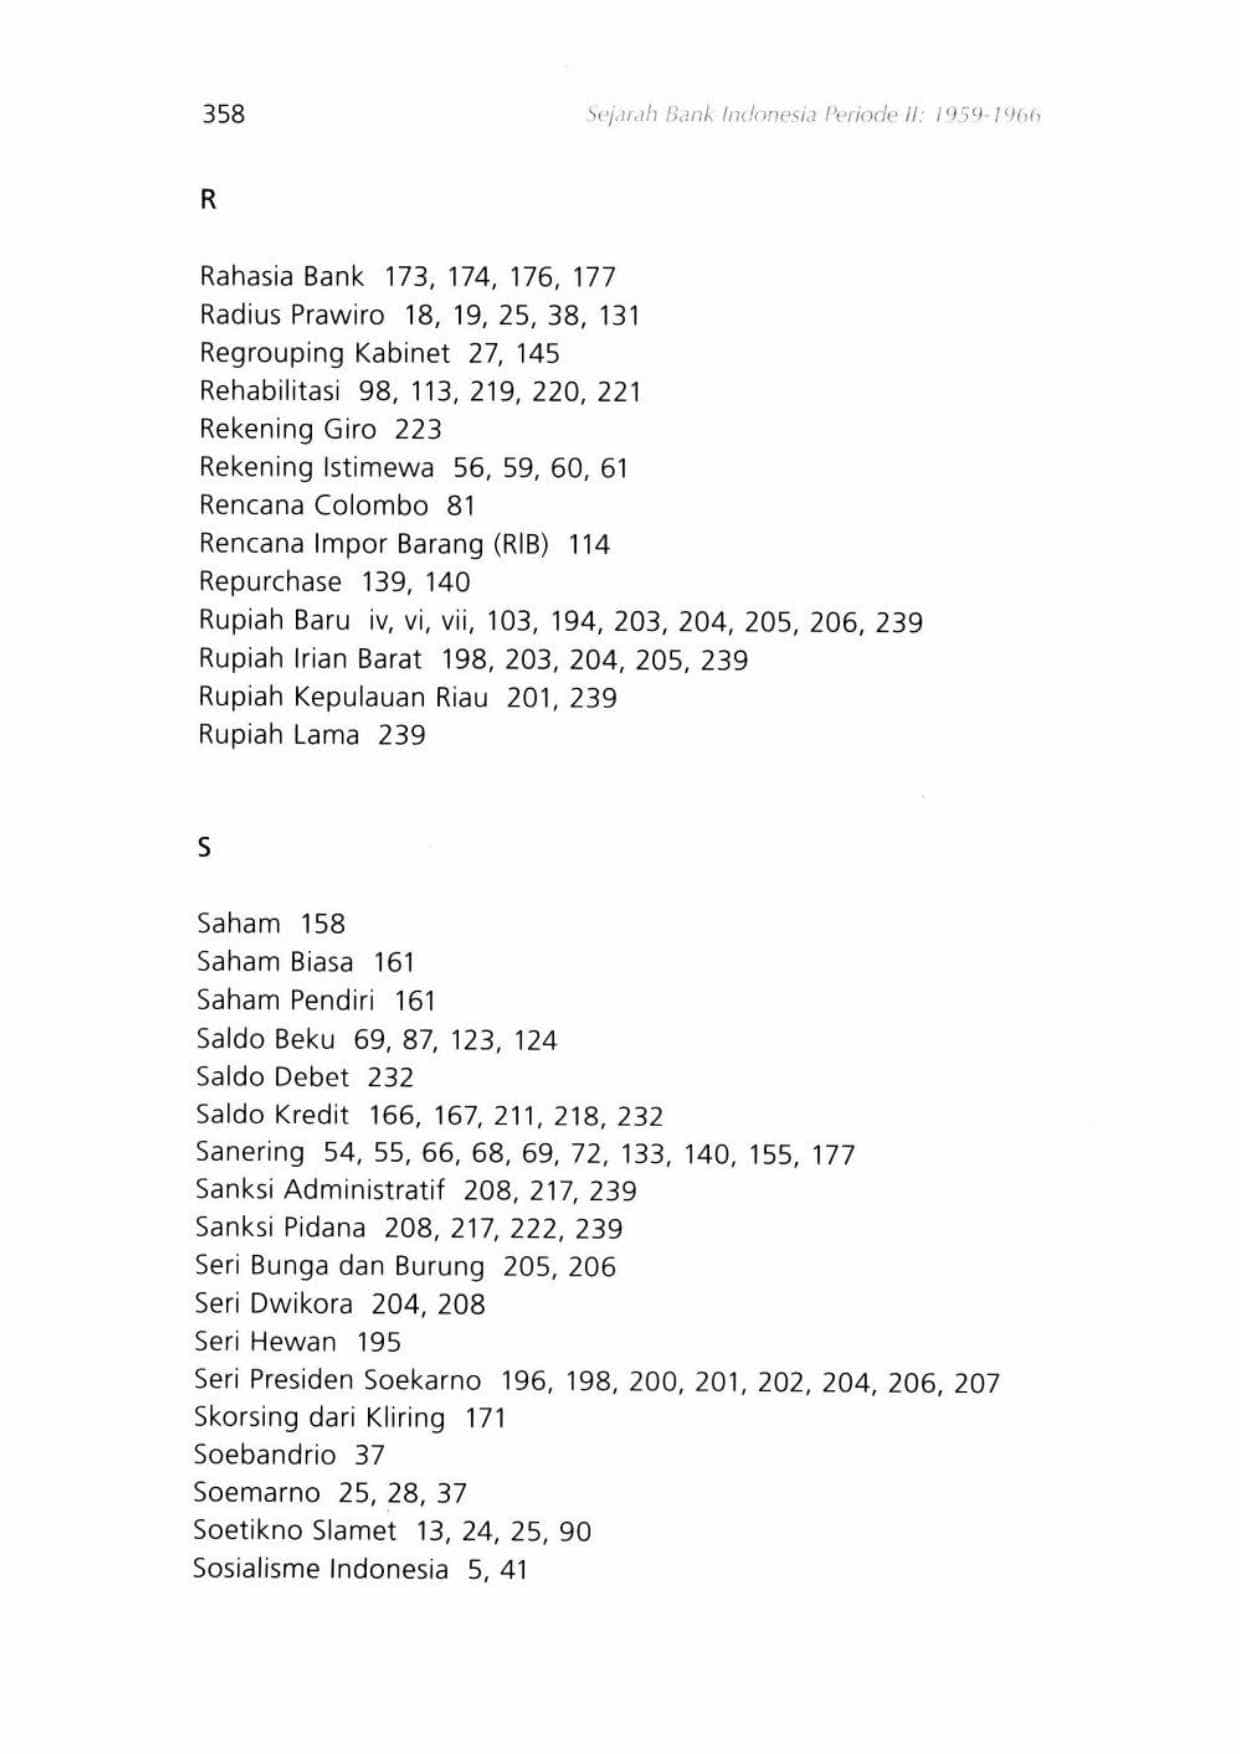 358
Sejarah Bank Indonesia Periode II: 1959-1966
R
Rahasia Bank 173, 174, 176, 177
Radius Prawiro 18, 19, 25, 38, 131
Regrouping Kabinet 27, 145
Rehabilitasi 98, 113, 219, 220, 221
Rekening Giro 223
Rekening Istimewa 56, 59, 60, 61
Rencana Colombo 81
Rencana Impor Barang (RIB) 114
Repurchase 139, 140
Rupiah Baru iv, vi, vii, 103, 194, 203, 204, 205, 206, 239
Rupiah Irian Barat 198, 203, 204, 205, 239
Rupiah Kepulauan Riau 201, 239
Rupiah Lama 239
S
Saham 158
Saham Biasa 161
Saham Pendiri 161
Saldo Beku 69, 87, 123, 124
Saldo Debet 232
Saldo Kredit 166, 167, 211, 218, 232
Sanering 54, 55, 66, 68, 69, 72, 133, 140, 155, 177
Sanksi Administratif 208, 217, 239
Sanksi Pidana 208, 217, 222, 239
Seri Bunga dan Burung 205, 206
Seri Dwikora 204, 208
Seri Hewan 195
Seri Presiden Soekarno 196, 198, 200, 201, 202, 204, 206, 207
Skorsing dari Kliring 171
Soebandrio 37
Soemarno 25, 28, 37
Soetikno Slamet 13, 24, 25, 90
Sosialisme Indonesia 5, 41